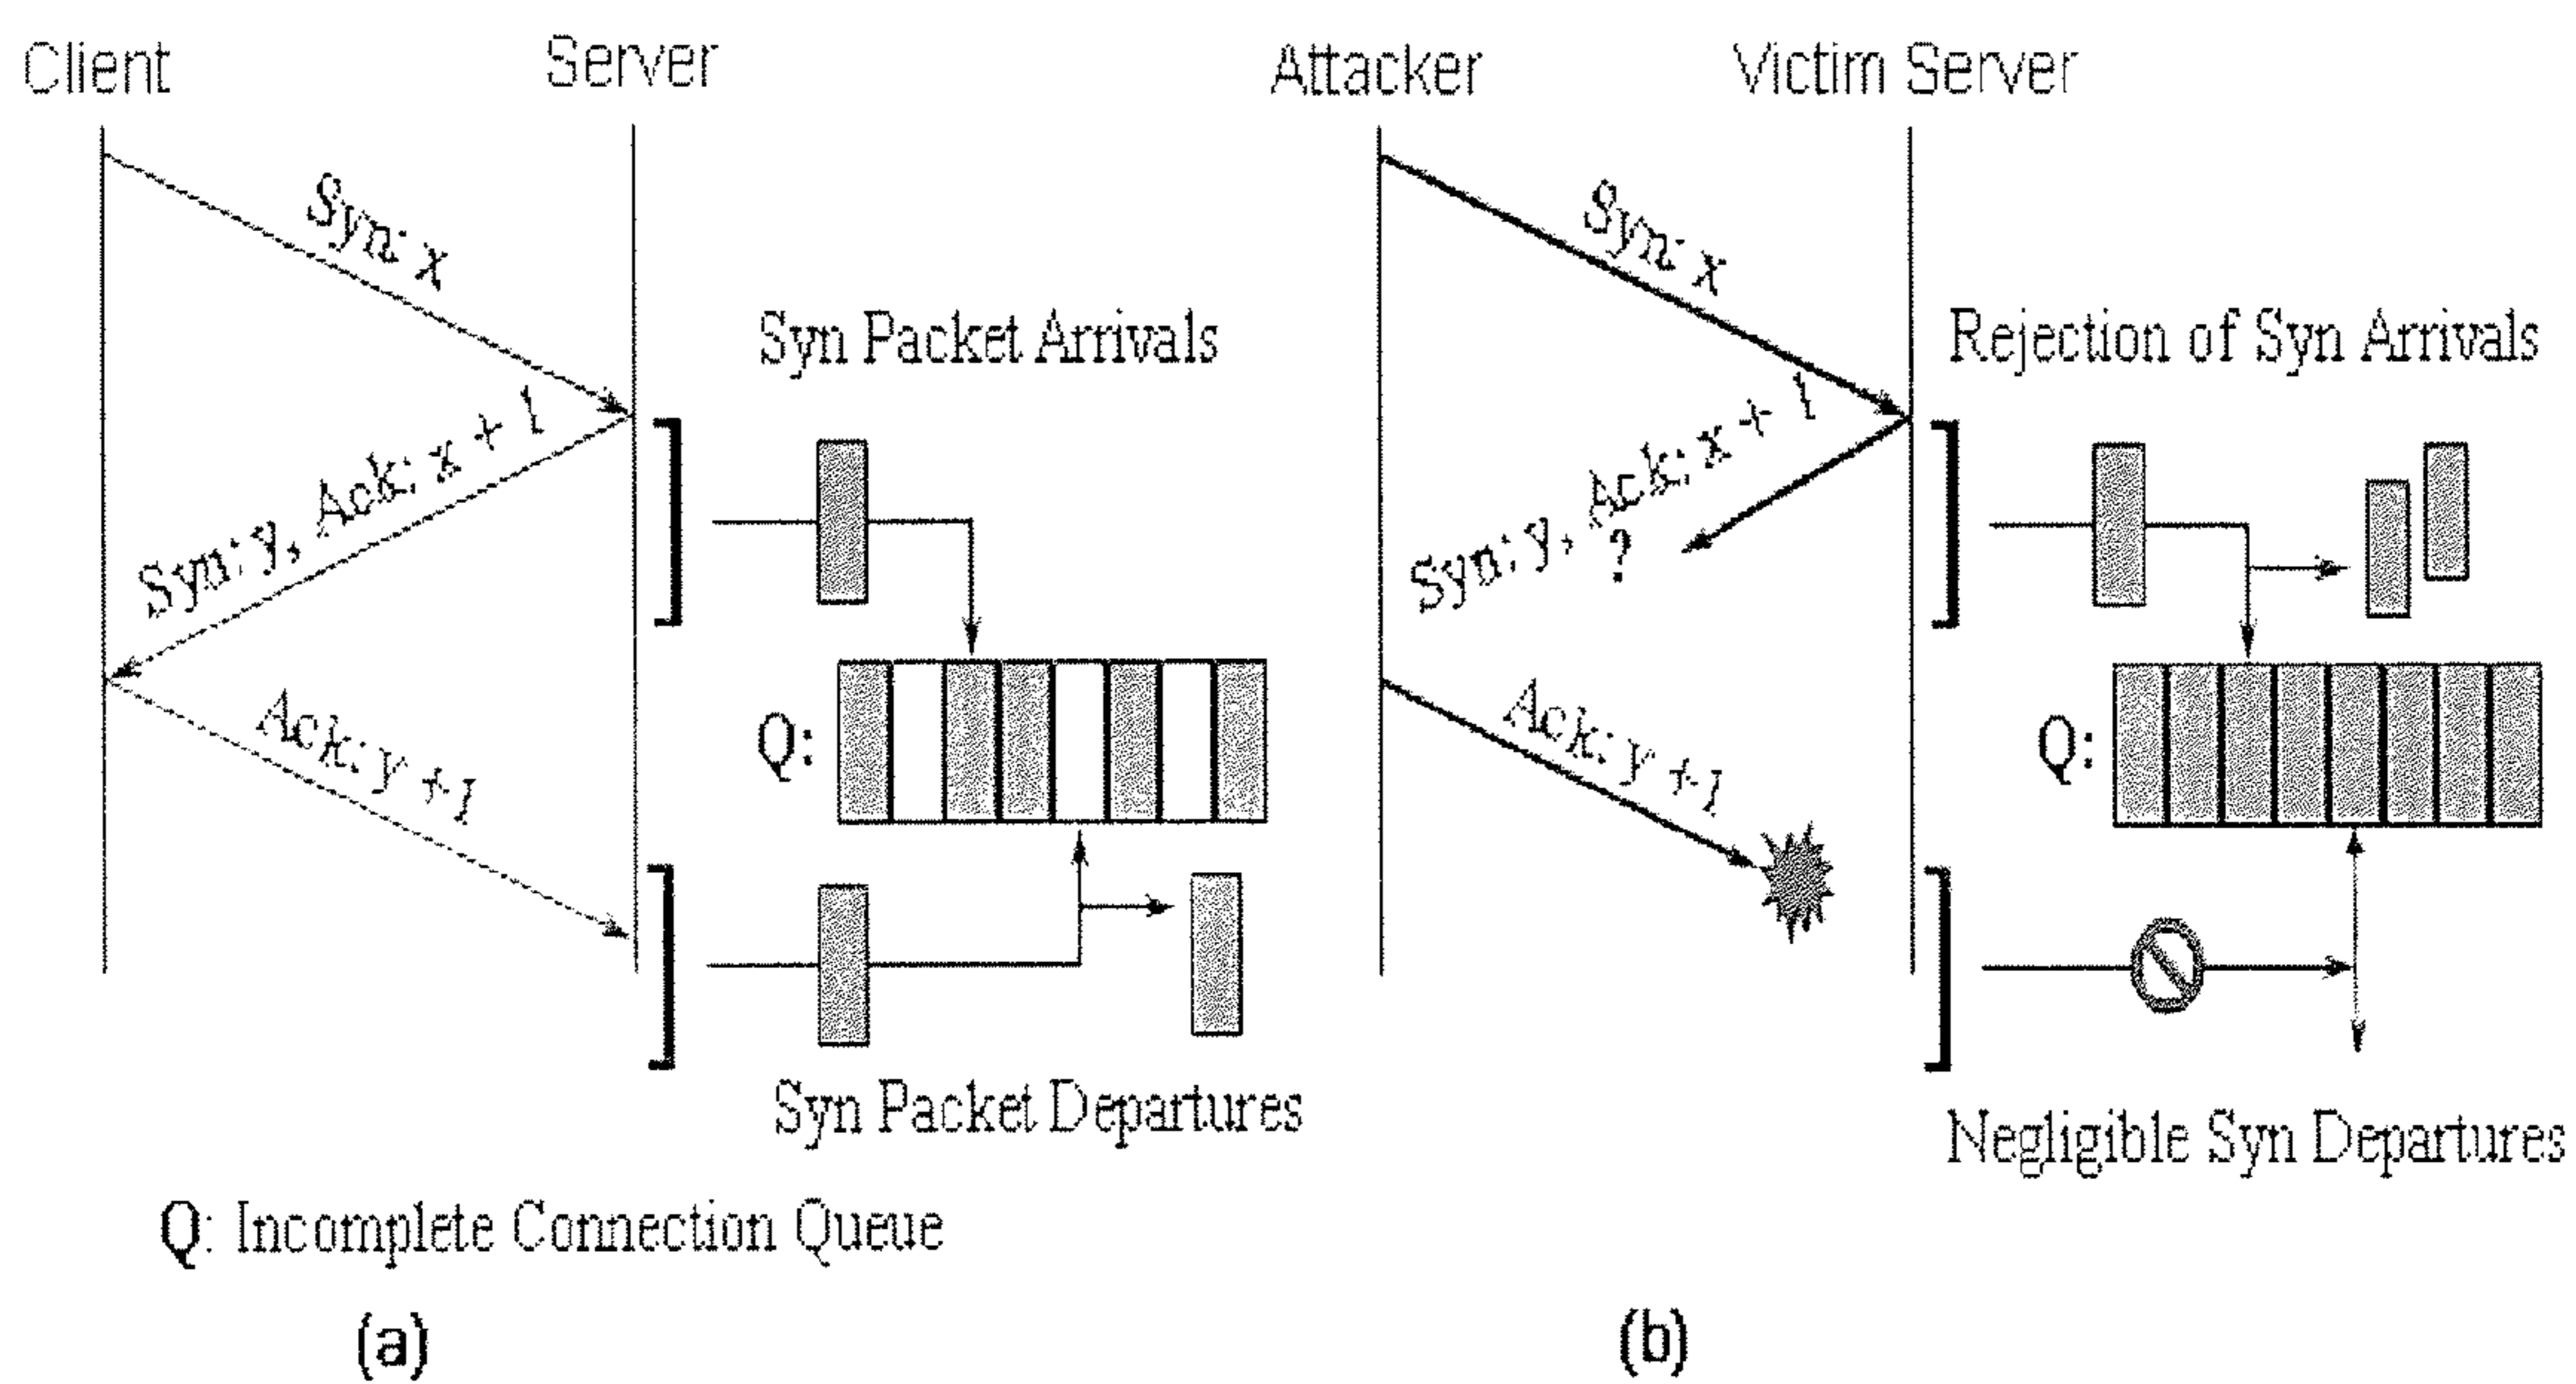 Client
Server
Syn: x
Syn: y, Ack: x + 1
Ack: y +1
Syn Packet Arrivals
Q:
Syn Packet Departures
Q: Incomplete Connection Queue
(a)
Attacker
Victim Server
Syn: x
Syn: y, Ack: x + 1
?
Ack: y +1
Rejection of Syn Arrivals
Q:
Negligible Syn Departures
(b)